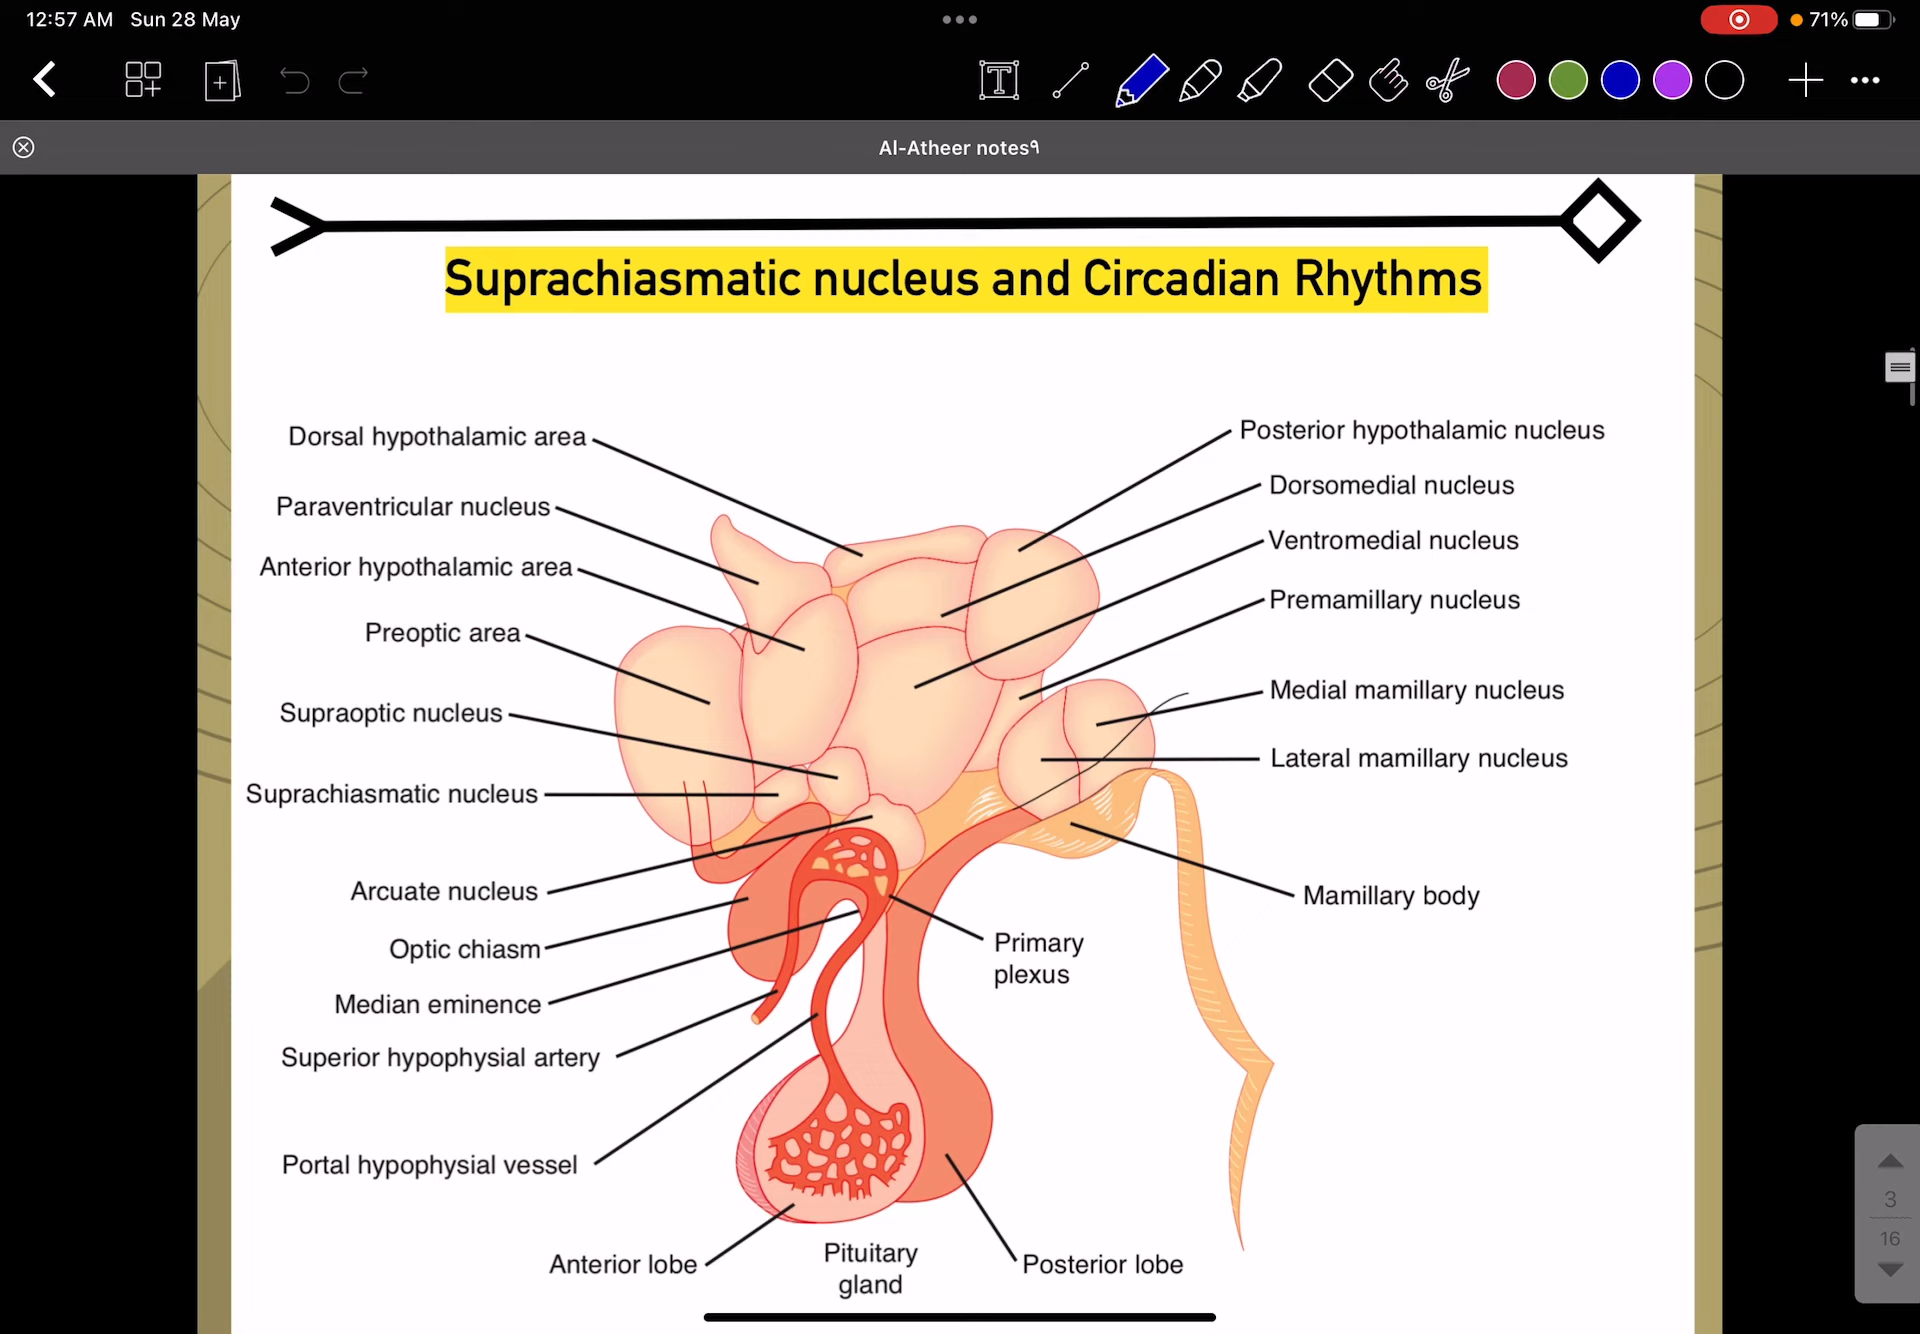 12:57 AM Sun 28 May
71%
T
Al-Atheer notes٩
Suprachiasmatic nucleus and Circadian Rhythms
Dorsal hypothalamic area
Paraventricular nucleus
Anterior hypothalamic area
Preoptic area
Supraoptic nucleus
Suprachiasmatic nucleus
Arcuate nucleus
Optic chiasm
Median eminence
Superior hypophysial artery
Portal hypophysial vessel
Anterior lobe
Pituitary
gland
Posterior lobe
Primary
plexus
Posterior hypothalamic nucleus
Dorsomedial nucleus
Ventromedial nucleus
Premamillary nucleus
Medial mamillary nucleus
Lateral mamillary nucleus
Mamillary body
3
16